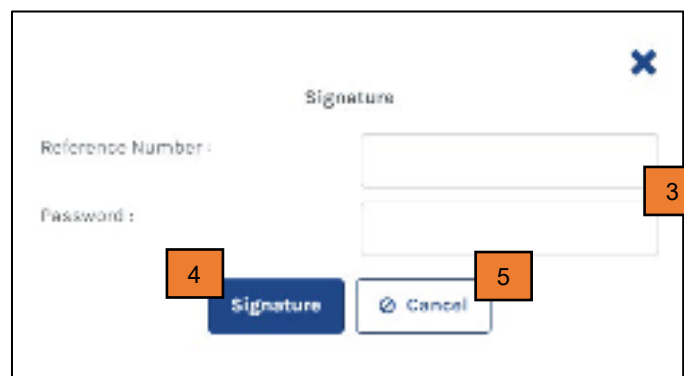 Signature
Reference Number :
3
Password :
4
5
Signature
Cancel